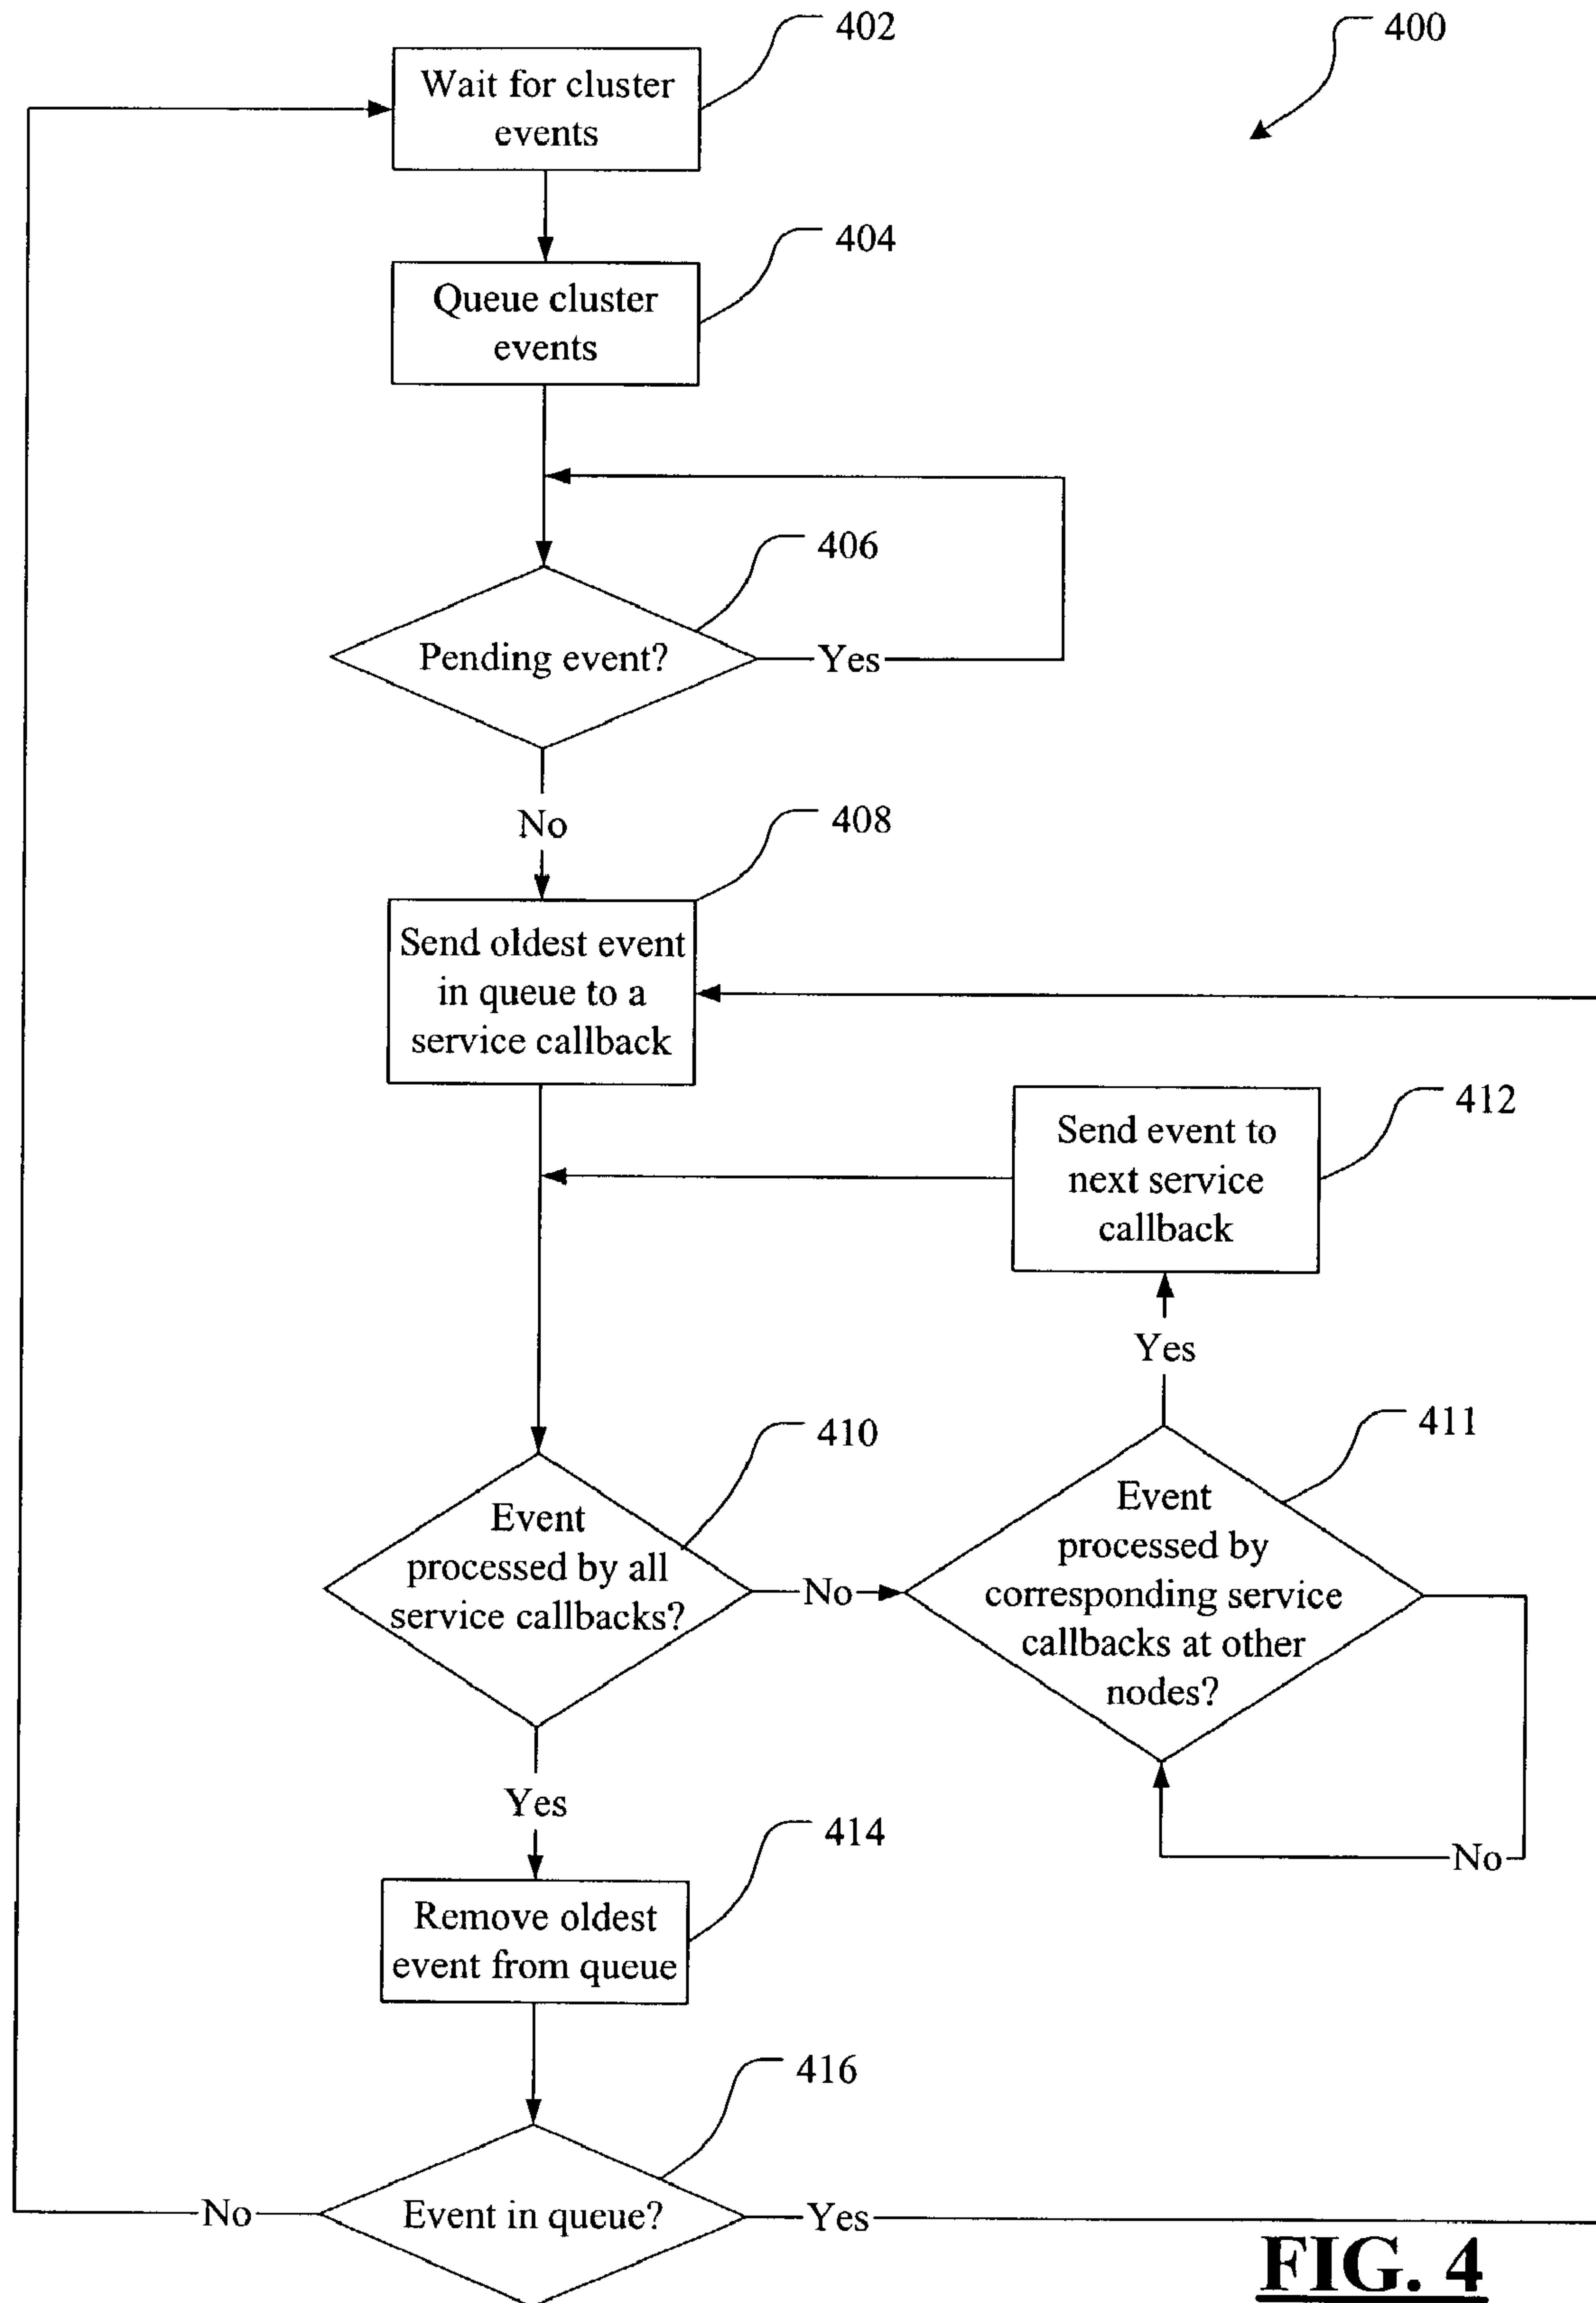 402
400
Wait for cluster
events
404
Queue cluster
events
406
Pending event?
Yes
No
408
Send oldest event
in queue to a
service callback
412
Send event to
next service
callback
Yes
410
411
Event
processed by all
service callbacks?
No
Event
processed by
corresponding service
callbacks at other
nodes?
Yes
No
414
Remove oldest
event from queue
416
No
Event in queue?
Yes
FIG. 4